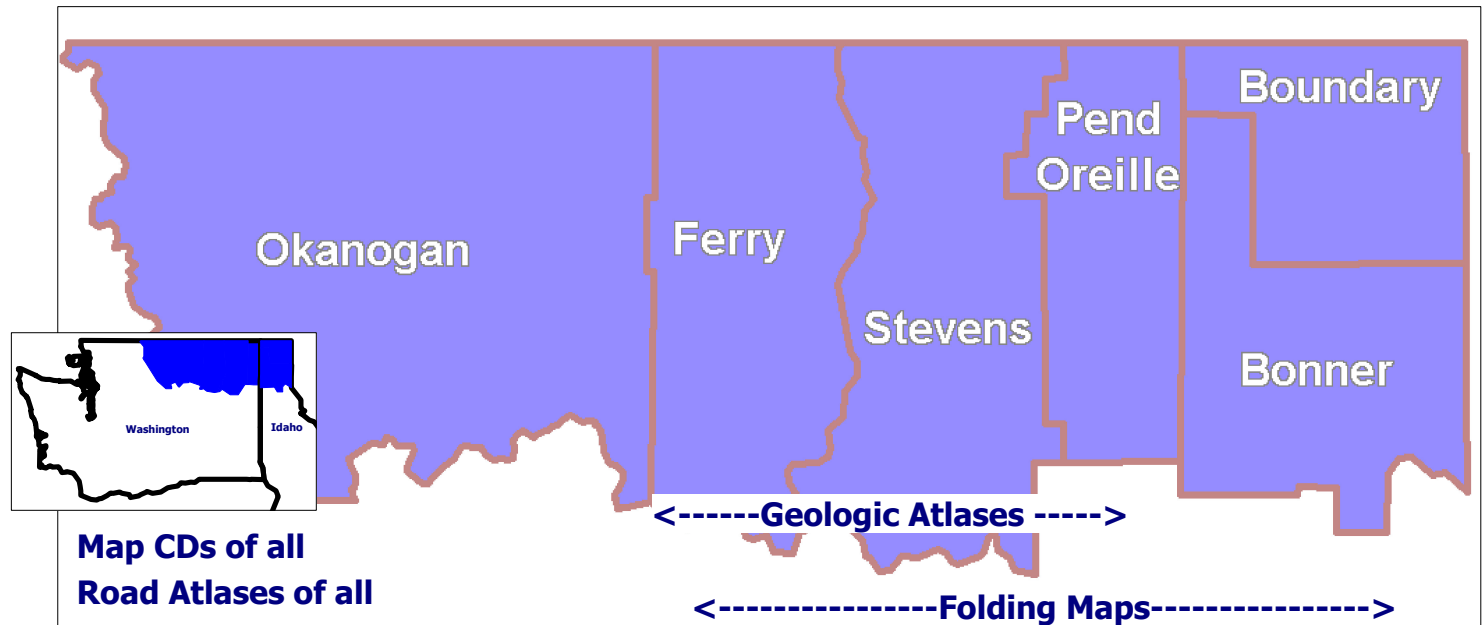 Boundary
Pend
Oreille
Okanogan
Ferry
Stevens
Bonner
Washington
Idaho
<------Geologic Atlases ----->
Map CDs of all
Road Atlases of all
<----------------Folding Maps---------------->